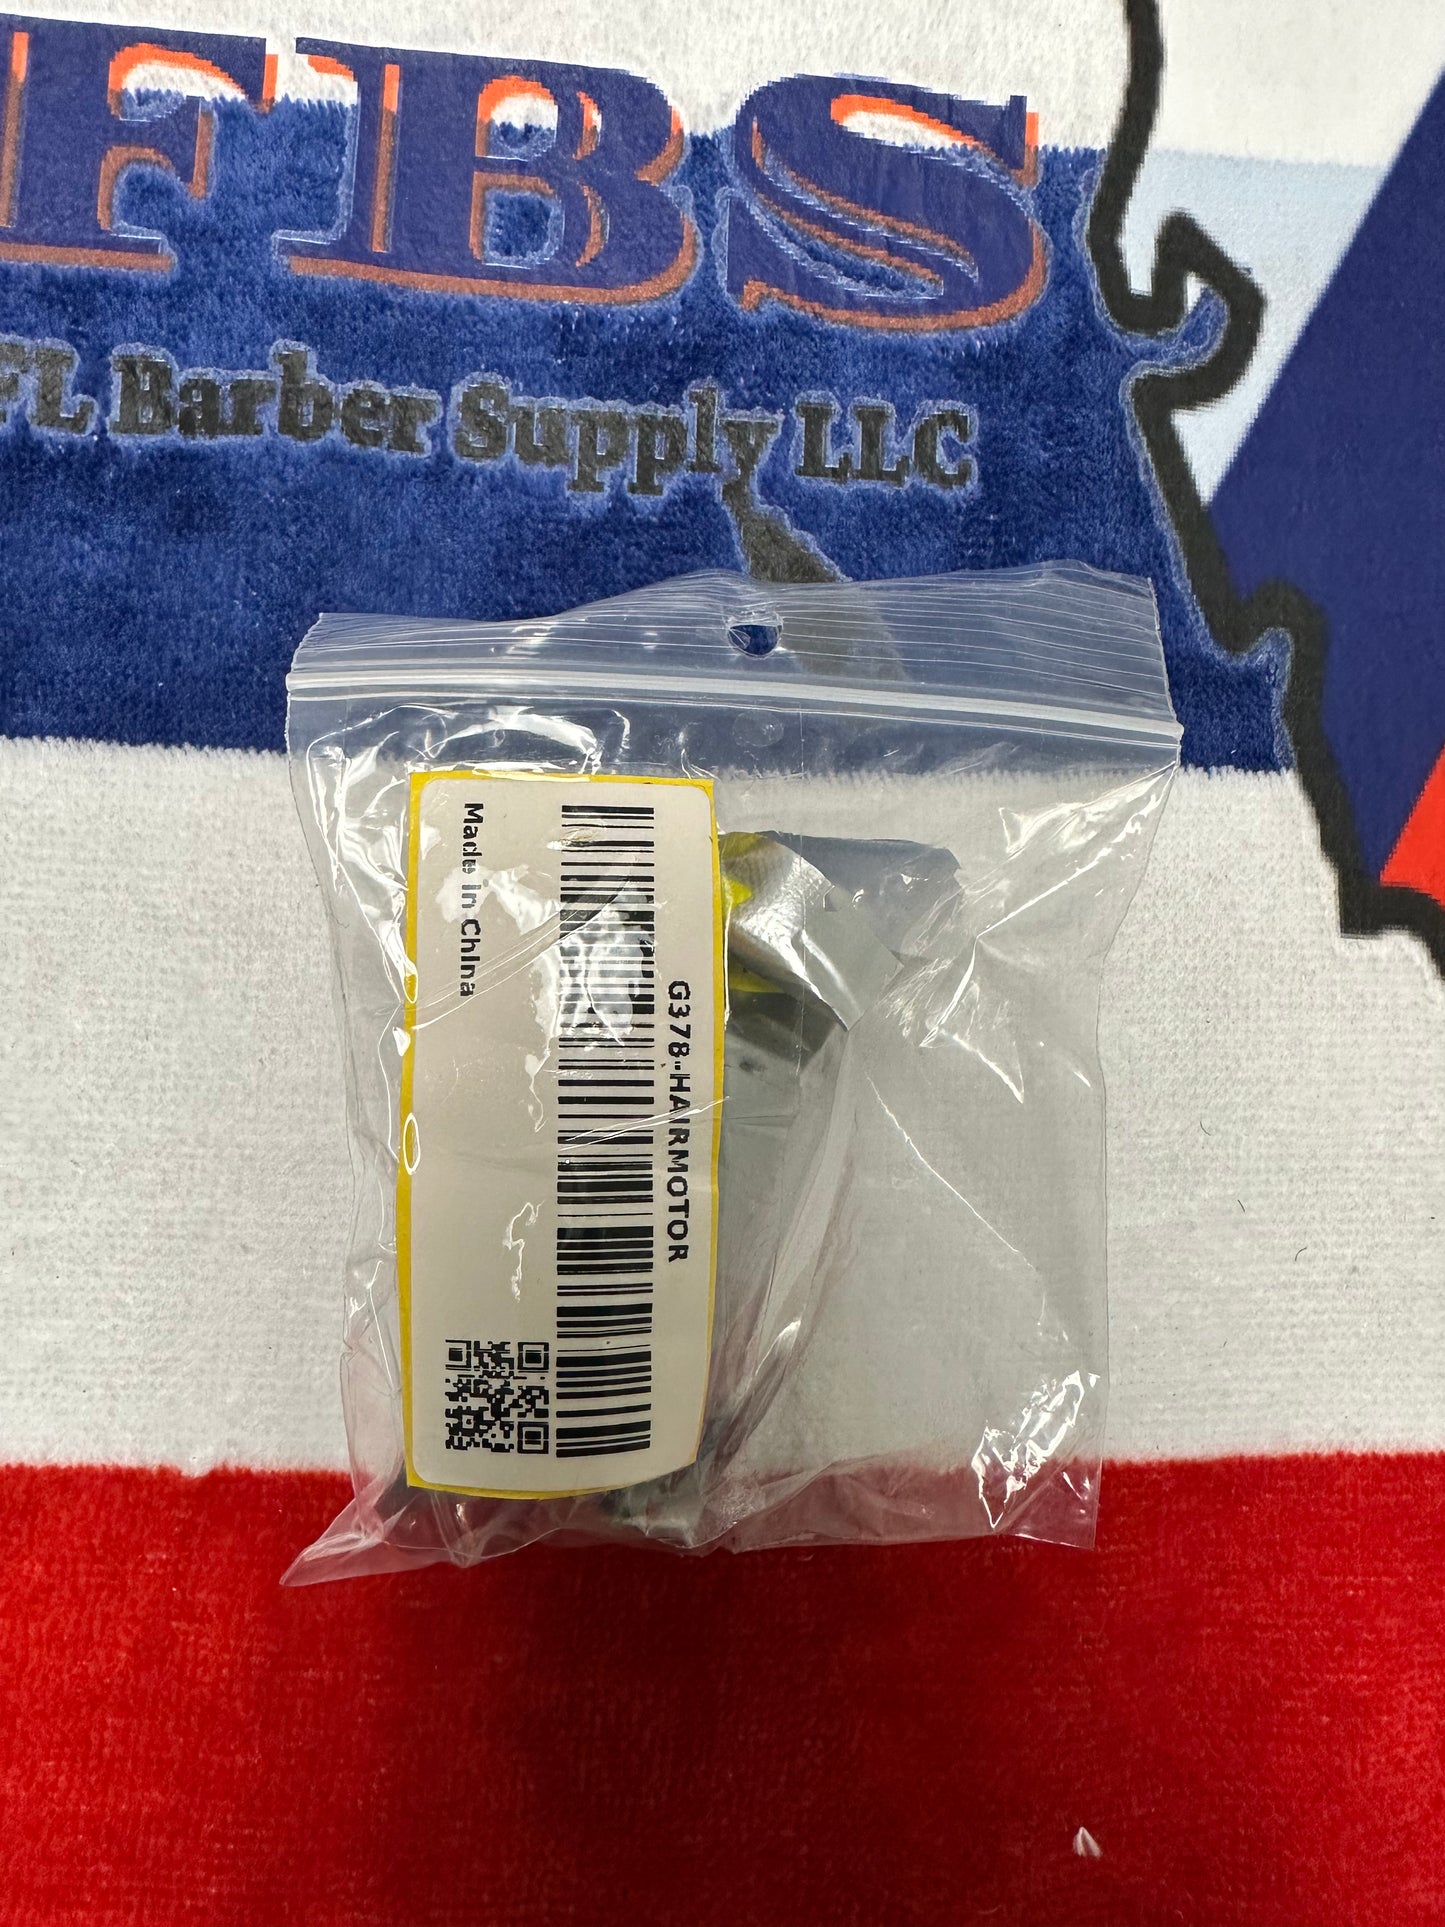 FBS
FL Barber Supply LLC
G378-HAIRMOTOR
Made in China